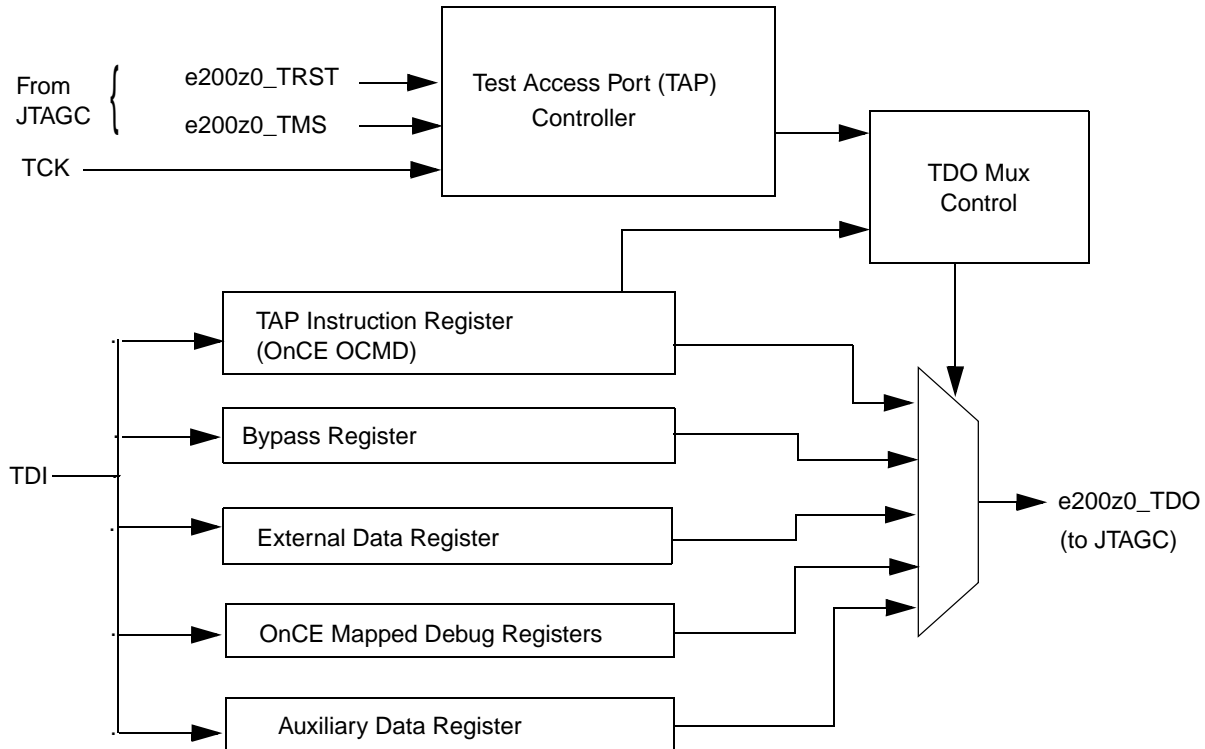 From
JTAGC
{
e200z0_TRST
e200z0_TMS
TCK
Test Access Port (TAP)
Controller
TDO Mux
Control
TAP Instruction Register
(OnCE OCMD)
Bypass Register
TDI
External Data Register
OnCE Mapped Debug Registers
Auxiliary Data Register
e200z0_TDO
(to JTAGC)